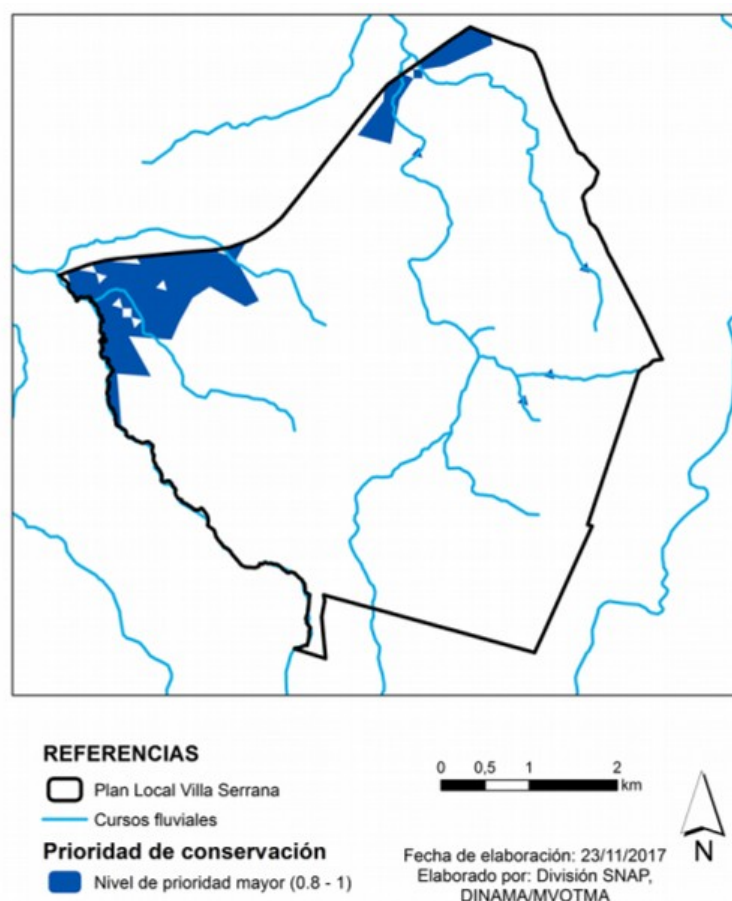 REFERENCIAS
Plan Local Villa Serrana
Cursos fluviales
Prioridad de conservación
Nivel de prioridad mayor (0.8 - 1)
0 0,5 1 2
km
N
Fecha de elaboración: 23/11/2017
Elaborado por: División SNAP,
DINAMA/MVOTMA